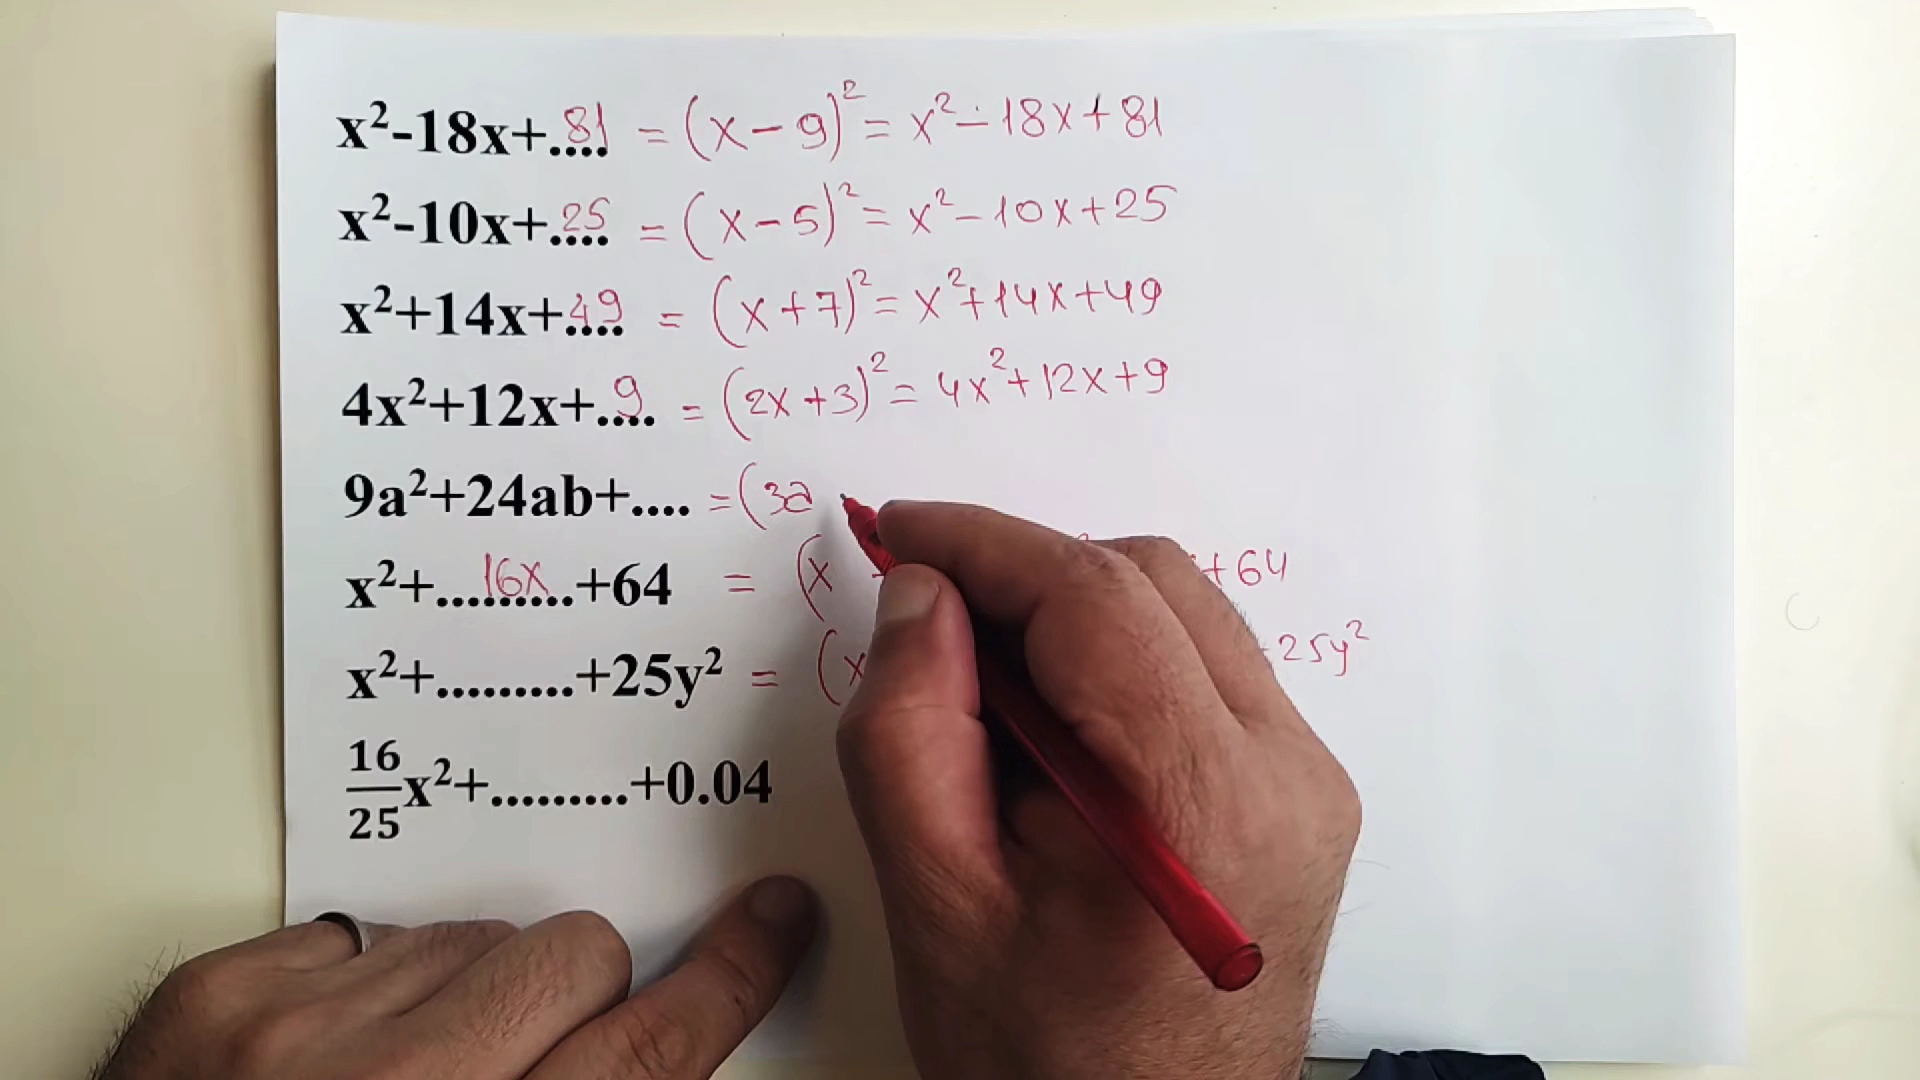 x²-18x+.81... = (x - 9)² = x² - 18x + 81
x²-10x+.25... = (x - 5)² = x² - 10x + 25
x²+14x+.49... = (x + 7)² = x² + 14x + 49
4x²+12x+.9... = (2x + 3)² = 4x² + 12x + 9
9a²+24ab+.... = (3a
x²+...16x......+64 = (x + 64
x²+.........+25y² = (x 25y²
16/25x²+.........+0.04